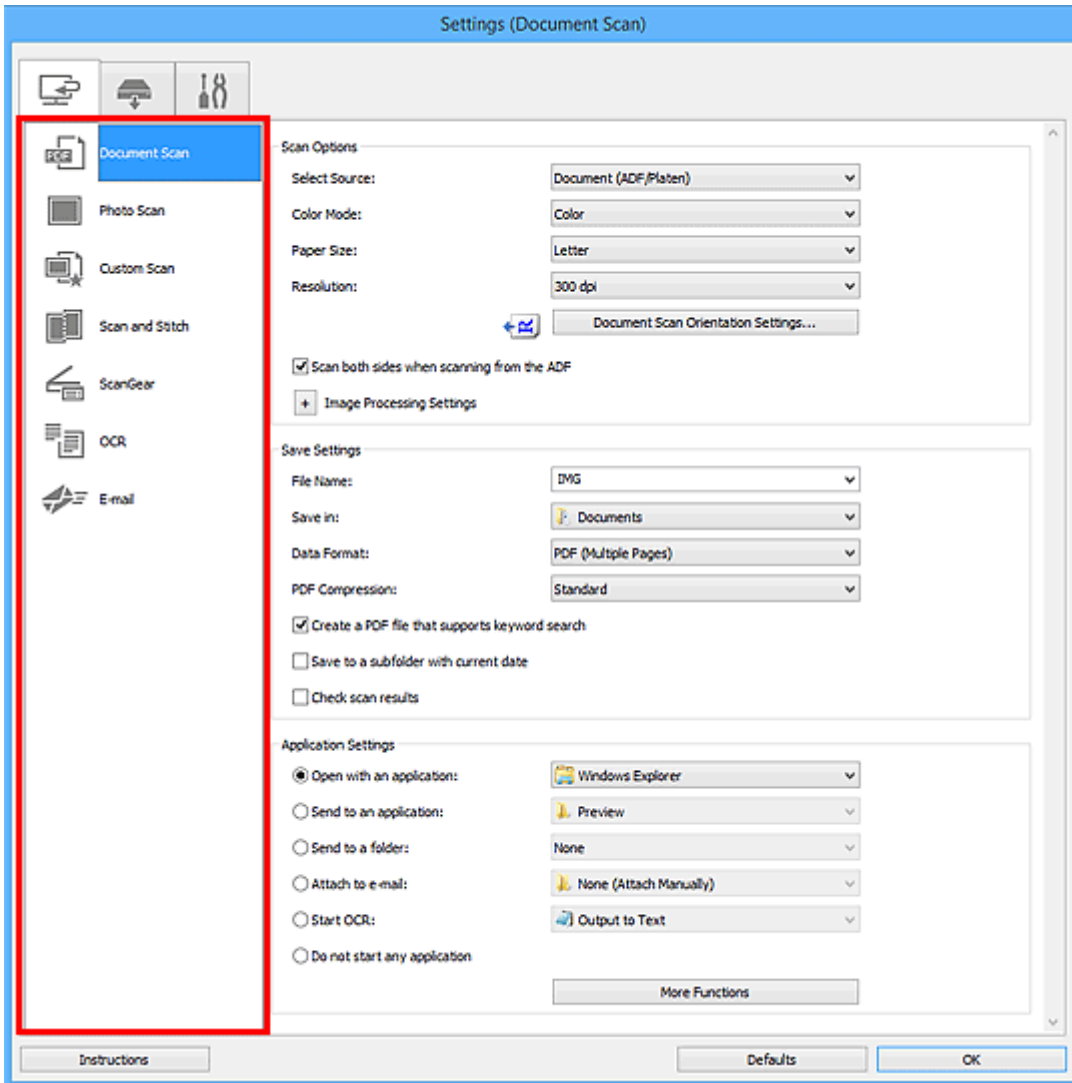 Settings (Document Scan)
Document Scan
Photo Scan
Custom Scan
Scan and Stitch
ScanGear
OCR
E-mail
Scan Options
Select Source: Document (ADF/Platen)
Color Mode: Color
Paper Size: Letter
Resolution: 300 dpi
Document Scan Orientation Settings...
Scan both sides when scanning from the ADF
+ Image Processing Settings
Save Settings
File Name: IMG
Save in: Documents
Data Format: PDF (Multiple Pages)
PDF Compression: Standard
Create a PDF file that supports keyword search
Save to a subfolder with current date
Check scan results
Application Settings
Open with an application: Windows Explorer
Send to an application: Preview
Send to a folder: None
Attach to e-mail: None (Attach Manually)
Start OCR: Output to Text
Do not start any application
More Functions
Instructions Defaults OK